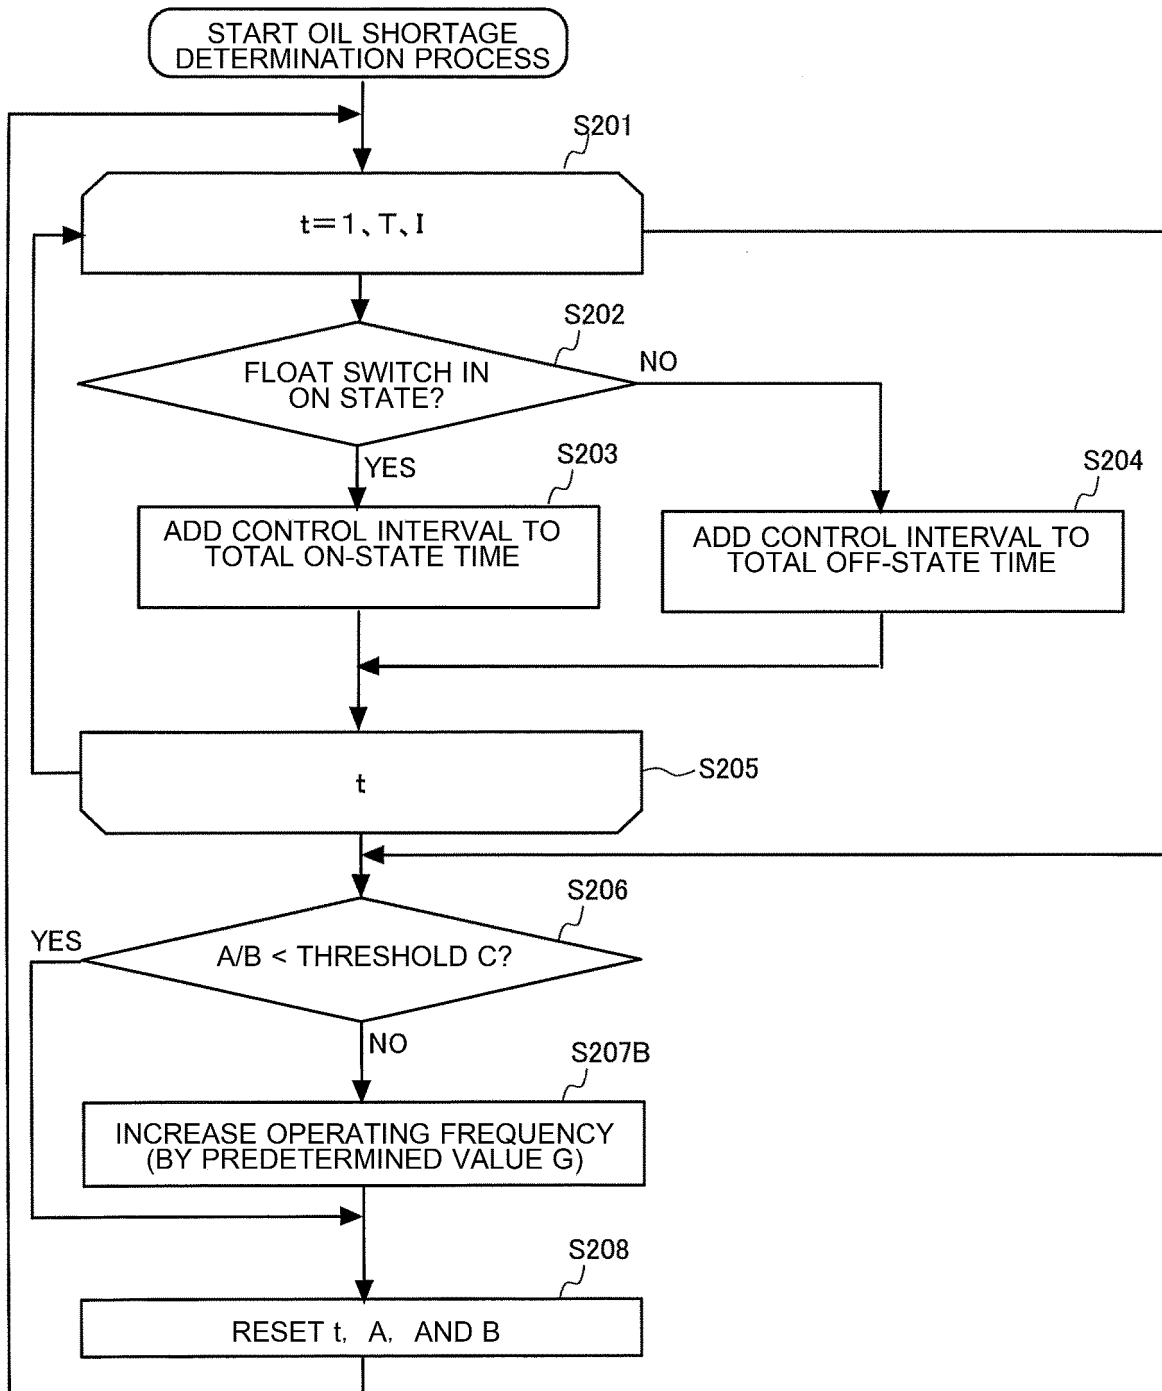 START OIL SHORTAGE
DETERMINATION PROCESS
S201
t=1、T、I
S202
FLOAT SWITCH IN
ON STATE?
NO
YES
S203
ADD CONTROL INTERVAL TO
TOTAL ON-STATE TIME
S204
ADD CONTROL INTERVAL TO
TOTAL OFF-STATE TIME
t
S205
S206
YES
A/B < THRESHOLD C?
NO
S207B
INCREASE OPERATING FREQUENCY
(BY PREDETERMINED VALUE G)
S208
RESET t, A, AND B